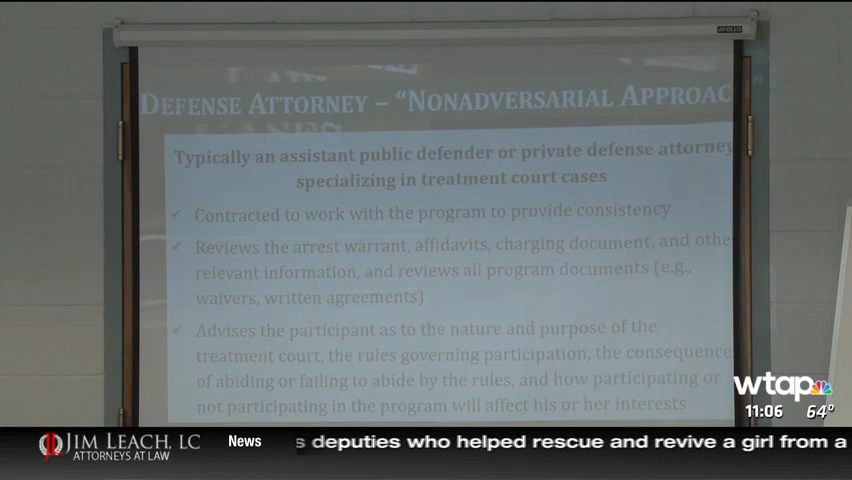 APOLLO
DEFENSE ATTORNEY – “NONADVERSARIAL APPROAC
Typically an assistant public defender or private defense attorney
specializing in treatment court cases
✓ Contracted to work with the program to provide consistency
✓ Reviews the arrest warrant, affidavits, charging document, and othe
relevant information, and reviews all program documents (e.g.,
waivers, written agreements)
✓ Advises the participant as to the nature and purpose of the
treatment court, the rules governing participation, the consequence
of abiding or failing to abide by the rules, and how participating or
not participating in the program will affect his or her interests
wtap
11:06 64°
JIM LEACH, LC
ATTORNEYS AT LAW
News
s deputies who helped rescue and revive a girl from a